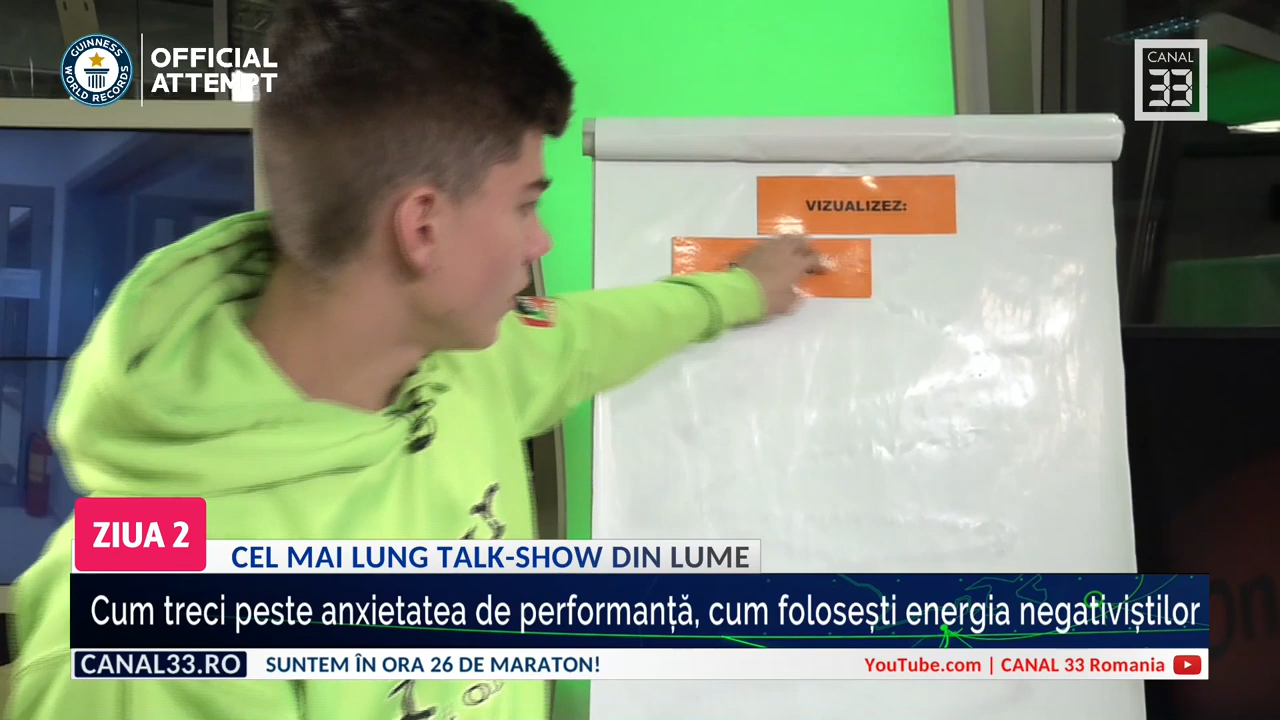 GUINNESS
WORLD RECORDS
OFFICIAL
ATTEMPT
CANAL
33
VIZUALIZEZ:
ZIUA 2
CEL MAI LUNG TALK-SHOW DIN LUME
Cum treci peste anxietatea de performanță, cum folosești energia negativiștilor
CANAL33.RO
SUNTEM ÎN ORA 26 DE MARATON!
YouTube.com | CANAL 33 Romania